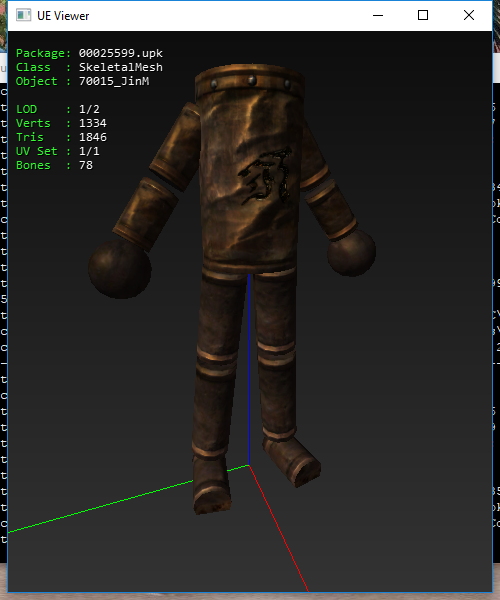 UE Viewer
Package: 00025599.upk
Class : SkeletalMesh
Object : 70015_JinM
LOD : 1/2
Verts : 1334
Tris : 1846
UV Set : 1/1
Bones : 78